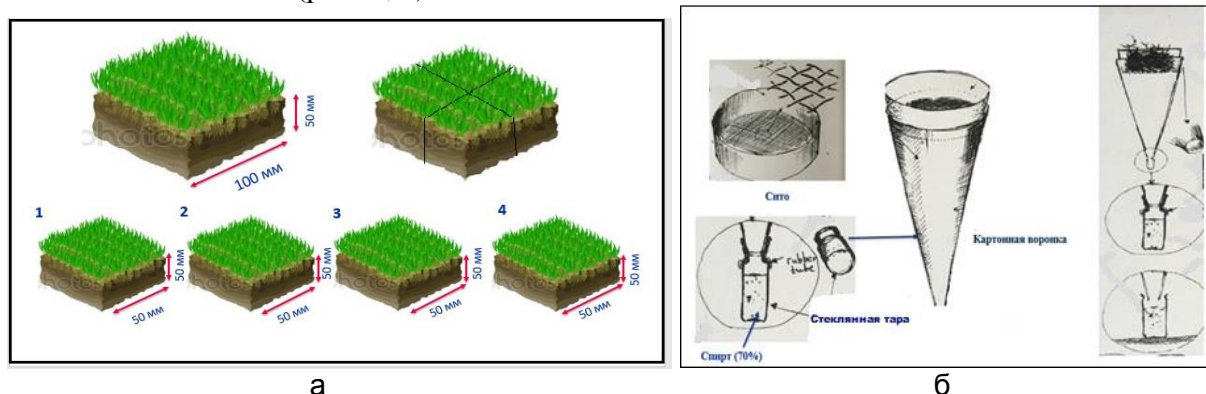 50 мм
100 мм
1
2
3
4
50 мм
50 мм
50 мм
50 мм
50 мм
50 мм
50 мм
50 мм
а
Сито
rubber
tube
Картонная воронка
Стеклянная тара
Спирт (70%)
б